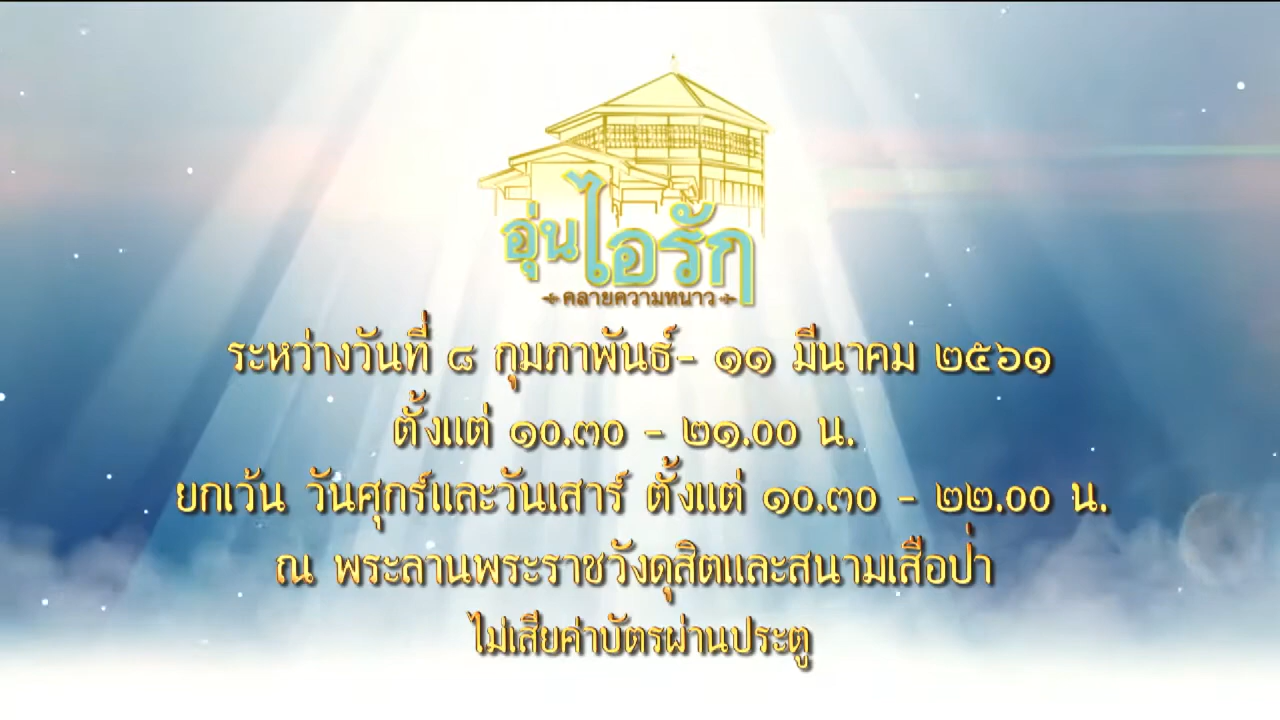 อุ่นไอรัก
คลายความหนาว
ระหว่างวันที่ ๘ กุมภาพันธ์- ๑๑ มีนาคม ๒๕๖๑
ตั้งแต่ ๑๐.๓๐ - ๒๑.๐๐ น.
ยกเว้น วันศุกร์และวันเสาร์ ตั้งแต่ ๑๐.๓๐ - ๒๒.๐๐ น.
ณ พระลานพระราชวังดุสิตและสนามเสือป่า
ไม่เสียค่าบัตรผ่านประตู